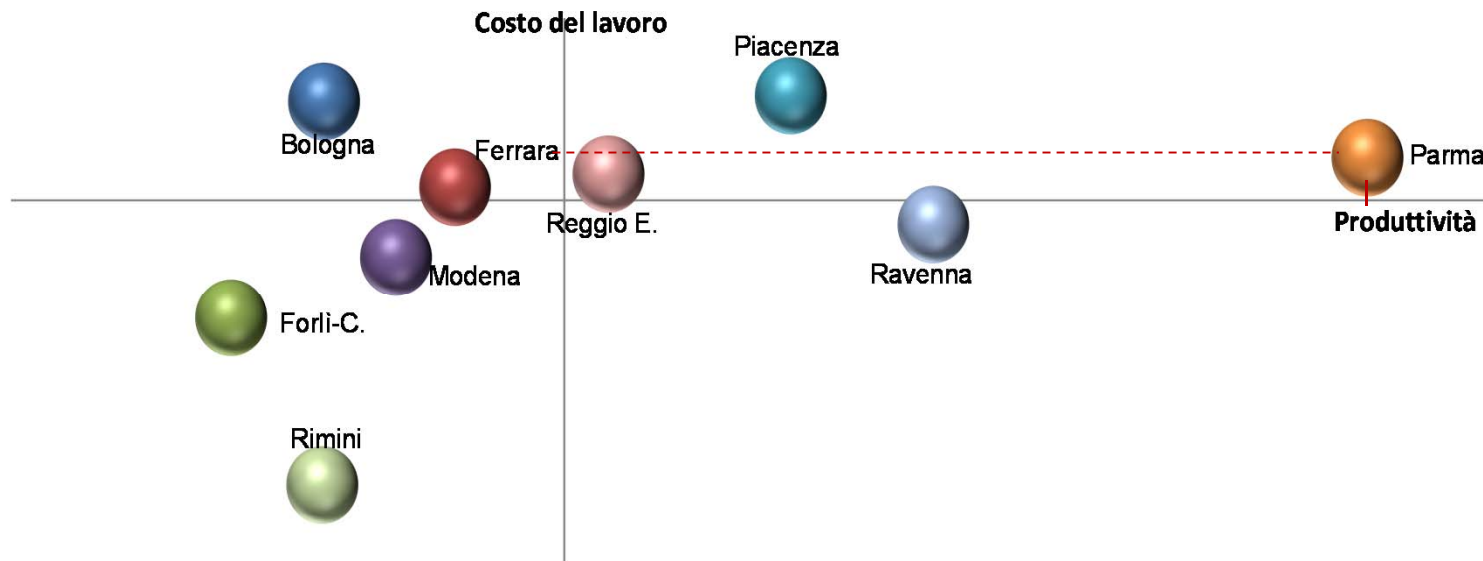 Costo del lavoro
Piacenza
Bologna
Ferrara
Parma
Reggio E.
Produttività
Modena
Ravenna
Forlì-C.
Rimini